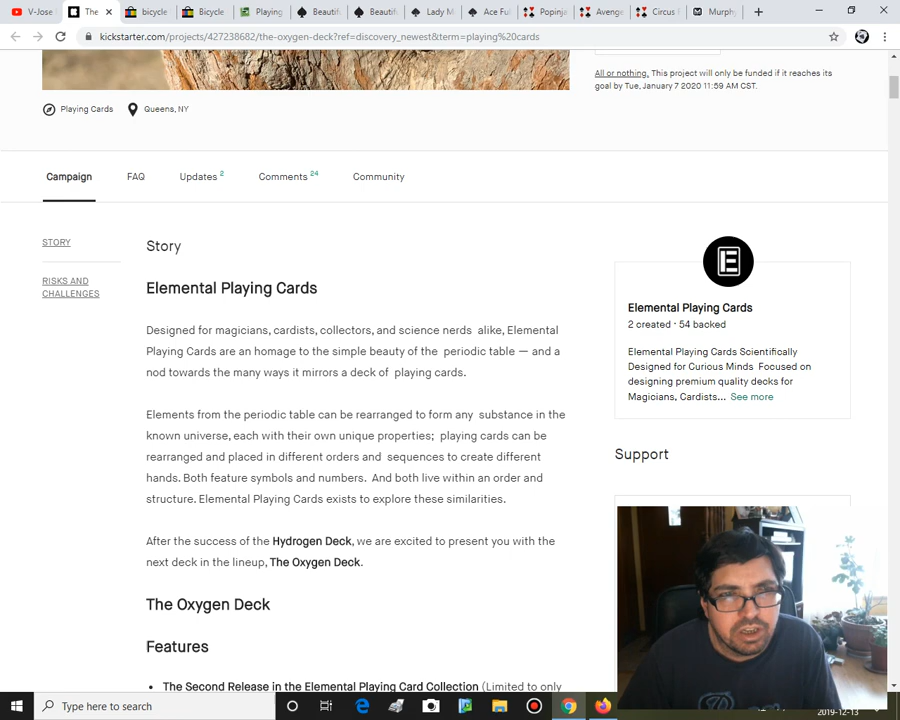 V-Jose
The
bicycle
Bicycle
Playing
Beautif
Beautif
Lady M
Ace Fu
Popinja
Avenge
Circus F
Murphy
kickstarter.com/projects/427238682/the-oxygen-deck?ref=discovery_newest&term=playing%20cards
All or nothing. This project will only be funded if it reaches its
goal by Tue, January 7 2020 11:59 AM CST.
Playing Cards
Queens, NY
Campaign
FAQ
Updates 2
Comments 24
Community
STORY
RISKS AND
CHALLENGES
Story
Elemental Playing Cards
Designed for magicians, cardists, collectors, and science nerds alike, Elemental
Playing Cards are an homage to the simple beauty of the periodic table — and a
nod towards the many ways it mirrors a deck of playing cards.
Elements from the periodic table can be rearranged to form any substance in the
known universe, each with their own unique properties; playing cards can be
rearranged and placed in different orders and sequences to create different
hands. Both feature symbols and numbers. And both live within an order and
structure. Elemental Playing Cards exists to explore these similarities.
After the success of the Hydrogen Deck, we are excited to present you with the
next deck in the lineup, The Oxygen Deck.
The Oxygen Deck
Features
• The Second Release in the Elemental Playing Card Collection (Limited to only
E
Elemental Playing Cards
2 created · 54 backed
Elemental Playing Cards Scientifically
Designed for Curious Minds Focused on
designing premium quality decks for
Magicians, Cardists... See more
Support
Type here to search
2019-12-13